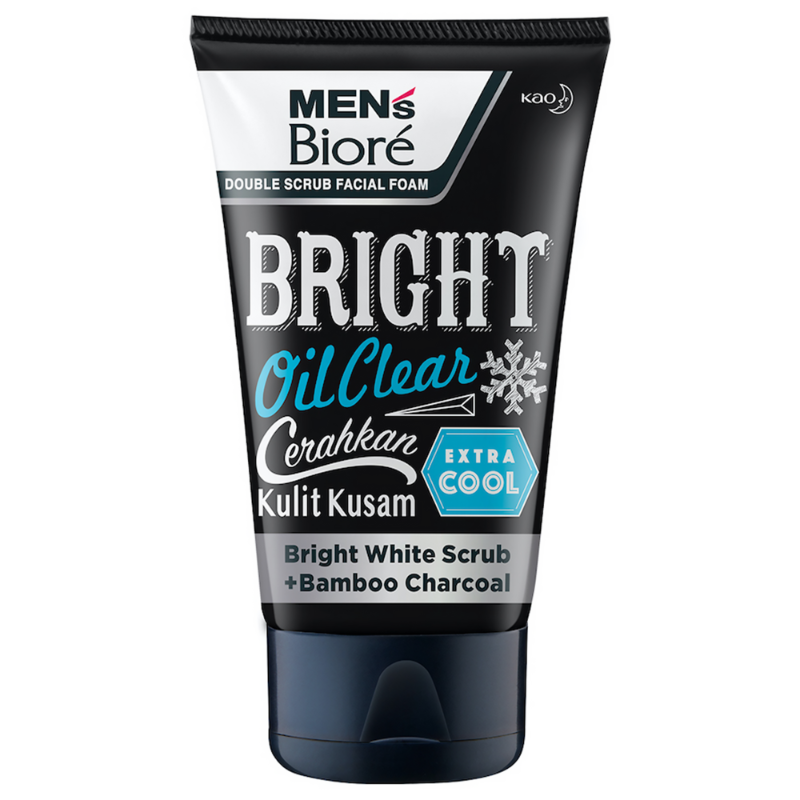 MEN's
Bioré
Kao
DOUBLE SCRUB FACIAL FOAM
BRIGHT
Oil Clear
Cerahkan
Kulit Kusam
EXTRA
COOL
Bright White Scrub
+Bamboo Charcoal